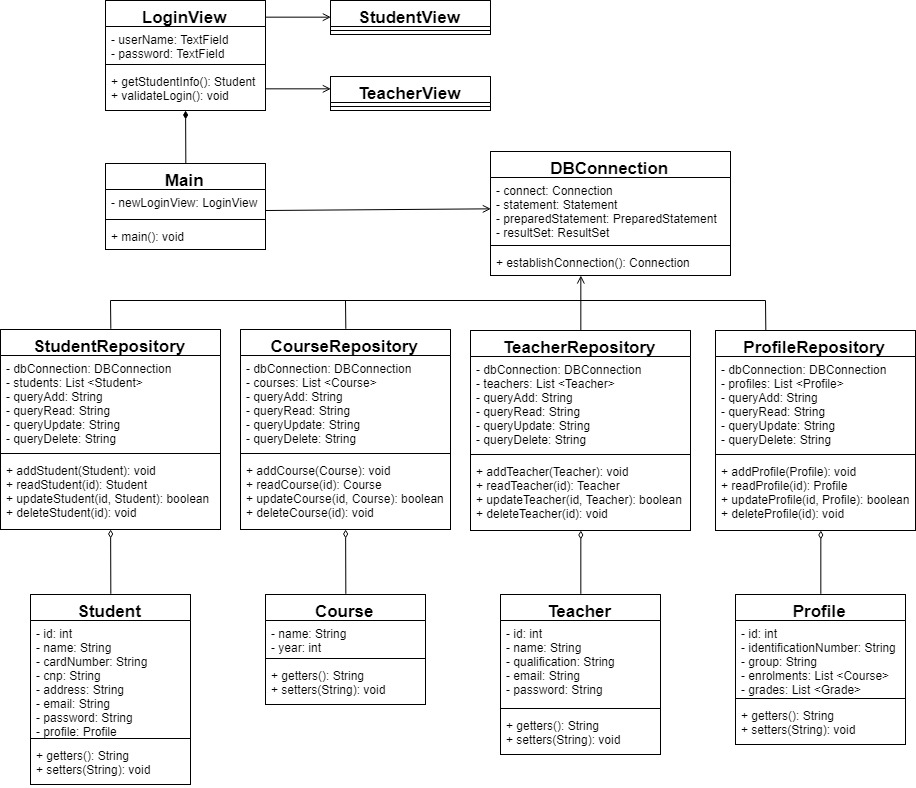 LoginView
- userName: TextField
- password: TextField
+ getStudentInfo(): Student
+ validateLogin(): void
StudentView
TeacherView
Main
- newLoginView: LoginView
+ main(): void
DBConnection
- connect: Connection
- statement: Statement
- preparedStatement: PreparedStatement
- resultSet: ResultSet
+ establishConnection(): Connection
StudentRepository
- dbConnection: DBConnection
- students: List <Student>
- queryAdd: String
- queryRead: String
- queryUpdate: String
- queryDelete: String
+ addStudent(Student): void
+ readStudent(id): Student
+ updateStudent(id, Student): boolean
+ deleteStudent(id): void
CourseRepository
- dbConnection: DBConnection
- courses: List <Course>
- queryAdd: String
- queryRead: String
- queryUpdate: String
- queryDelete: String
+ addCourse(Course): void
+ readCourse(id): Course
+ updateCourse(id, Course): boolean
+ deleteCourse(id): void
TeacherRepository
- dbConnection: DBConnection
- teachers: List <Teacher>
- queryAdd: String
- queryRead: String
- queryUpdate: String
- queryDelete: String
+ addTeacher(Teacher): void
+ readTeacher(id): Teacher
+ updateTeacher(id, Teacher): boolean
+ deleteTeacher(id): void
ProfileRepository
- dbConnection: DBConnection
- profiles: List <Profile>
- queryAdd: String
- queryRead: String
- queryUpdate: String
- queryDelete: String
+ addProfile(Profile): void
+ readProfile(id): Profile
+ updateProfile(id, Profile): boolean
+ deleteProfile(id): void
Student
- id: int
- name: String
- cardNumber: String
- cnp: String
- address: String
- email: String
- password: String
- profile: Profile
+ getters(): String
+ setters(String): void
Course
- name: String
- year: int
+ getters(): String
+ setters(String): void
Teacher
- id: int
- name: String
- qualification: String
- email: String
- password: String
+ getters(): String
+ setters(String): void
Profile
- id: int
- identificationNumber: String
- group: String
- enrolments: List <Course>
- grades: List <Grade>
+ getters(): String
+ setters(String): void